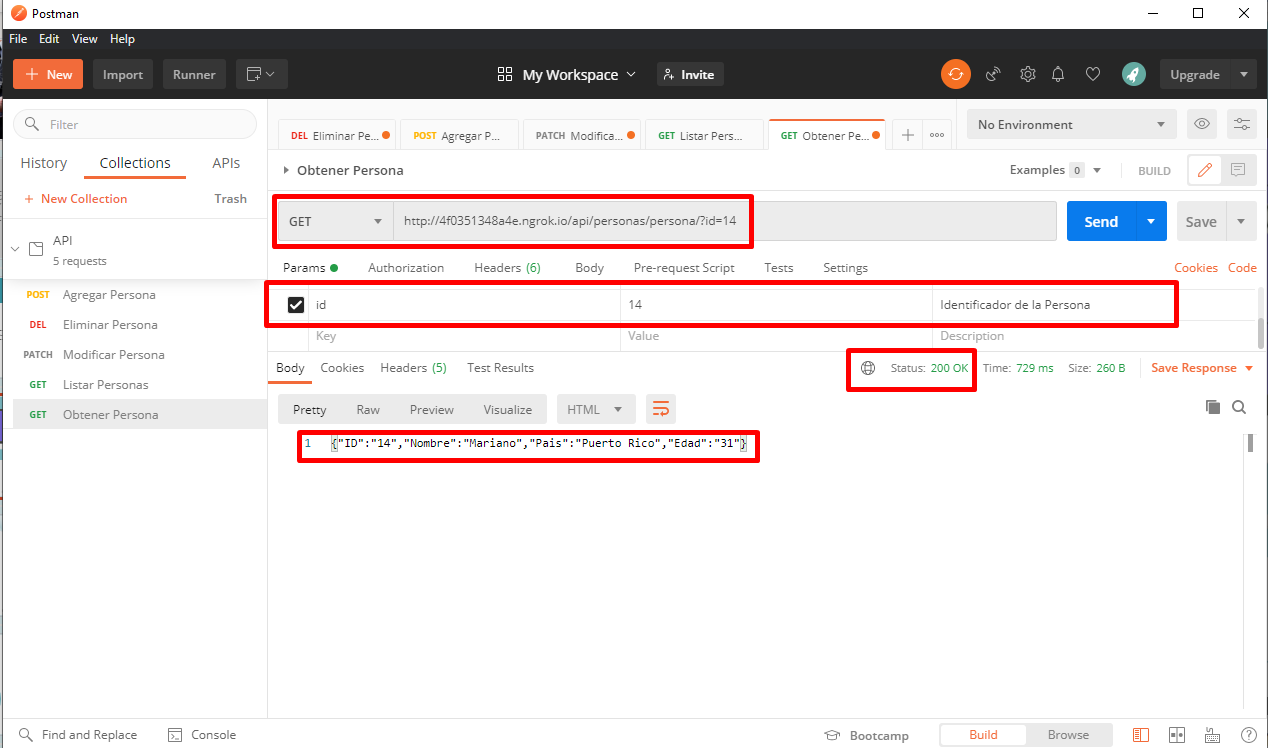 Postman
File Edit View Help
New Import Runner My Workspace Invite Upgrade
Filter
History Collections APIs
New Collection Trash
API
5 requests
POST Agregar Persona
DEL Eliminar Persona
PATCH Modificar Persona
GET Listar Personas
GET Obtener Persona
DEL Eliminar Pe... POST Agregar P... PATCH Modifica... GET Listar Pers... GET Obtener Pe... No Environment
Obtener Persona Examples 0 BUILD
GET http://4f0351348a4e.ngrok.io/api/personas/persona/?id=14 Send Save
Params Authorization Headers (6) Body Pre-request Script Tests Settings Cookies Code
id 14 Identificador de la Persona
Key Value Description
Body Cookies Headers (5) Test Results Status: 200 OK Time: 729 ms Size: 260 B Save Response
Pretty Raw Preview Visualize HTML
1 {"ID":"14","Nombre":"Mariano","Pais":"Puerto Rico","Edad":"31"}
Find and Replace Console Bootcamp Build Browse